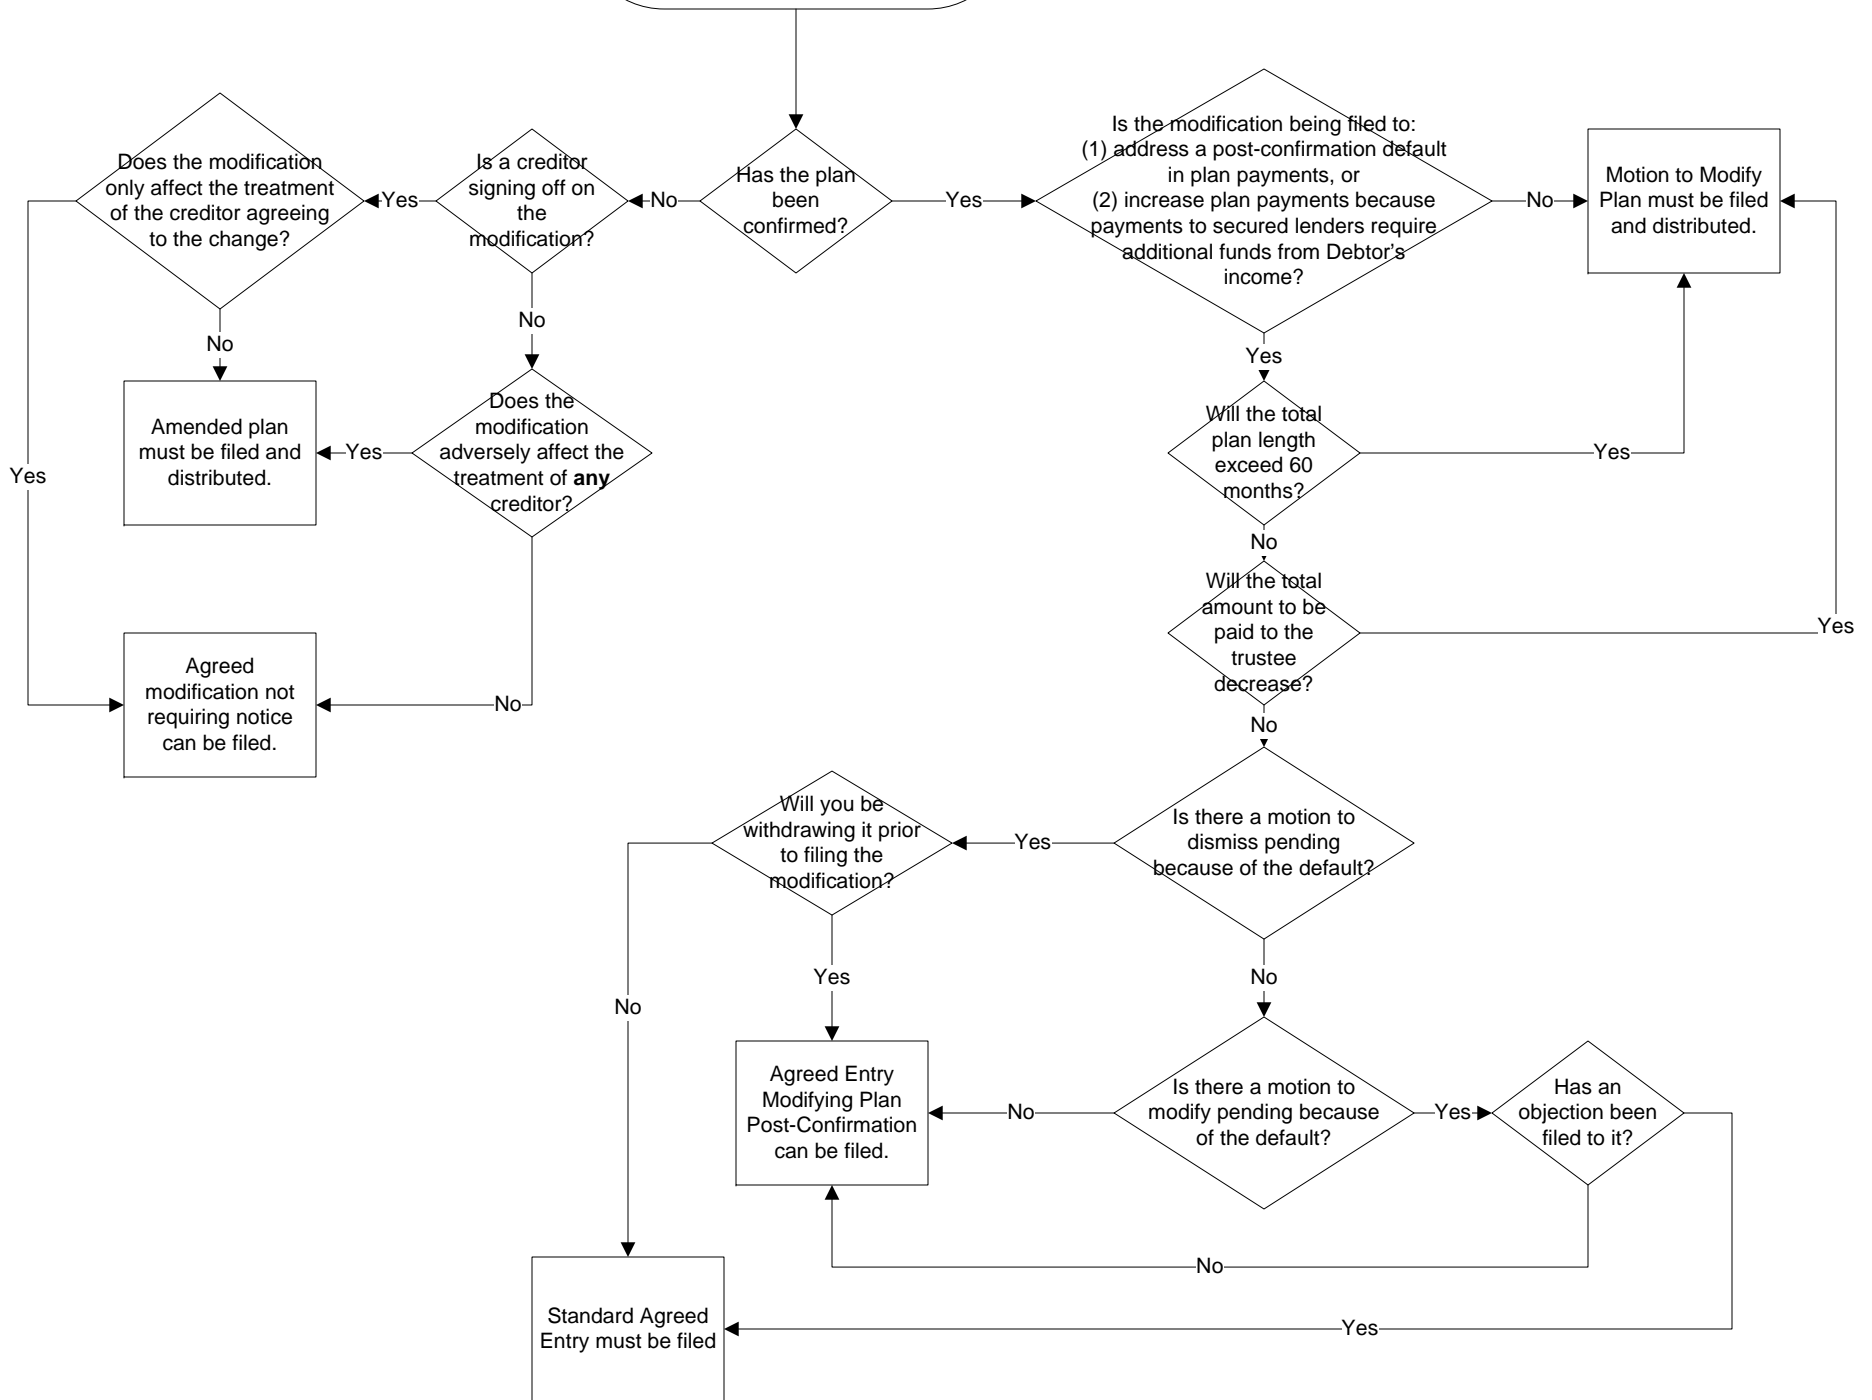 Does the modification
only affect the treatment
of the creditor agreeing
to the change?
Yes
Is a creditor
signing off on
the
modification?
No
Has the plan
been
confirmed?
Yes
Is the modification being filed to:
(1) address a post-confirmation default
in plan payments, or
(2) increase plan payments because
payments to secured lenders require
additional funds from Debtor's
income?
No
Motion to Modify
Plan must be filed
and distributed.
No
No
Yes
Amended plan
must be filed and
distributed.
Yes
Does the
modification
adversely affect the
treatment of any
creditor?
Will the total
plan length
exceed 60
months?
Yes
Yes
No
Will the total
amount to be
paid to the
trustee
decrease?
Yes
Agreed
modification not
requiring notice
can be filed.
No
No
Will you be
withdrawing it prior
to filing the
modification?
Yes
Is there a motion to
dismiss pending
because of the default?
Yes
No
No
Agreed Entry
Modifying Plan
Post-Confirmation
can be filed.
No
Is there a motion to
modify pending because
of the default?
Yes
Has an
objection been
filed to it?
No
Standard Agreed
Entry must be filed
Yes